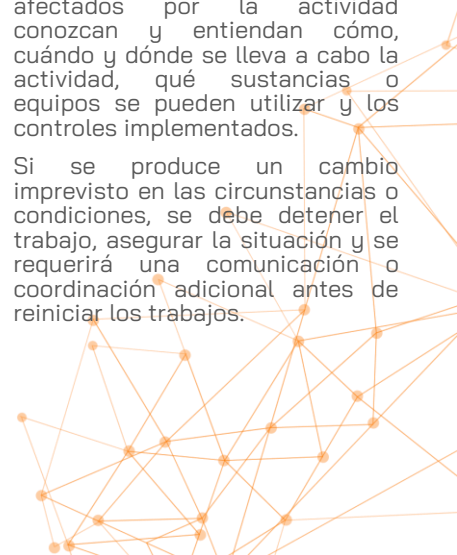 afectados por la actividad
conozcan y entiendan cómo,
cuándo y dónde se lleva a cabo la
actividad, qué sustancias o
equipos se pueden utilizar y los
controles implementados.
Si se produce un cambio
imprevisto en las circunstancias o
condiciones, se debe detener el
trabajo, asegurar la situación y se
requerirá una comunicación o
coordinación adicional antes de
reiniciar los trabajos.